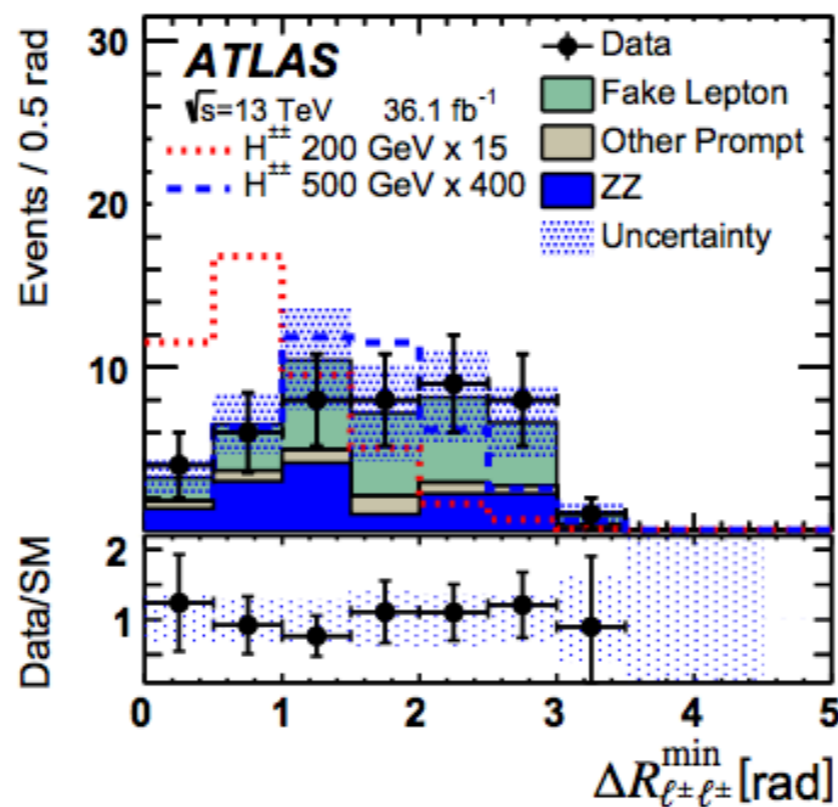 30
20
10
Events / 0.5 rad
ATLAS
√s=13 TeV 36.1 fb⁻¹
H±± 200 GeV x 15
H±± 500 GeV x 400
Data
Fake Lepton
Other Prompt
ZZ
Uncertainty
2
1
Data/SM
0 1 2 3 4 5
ΔR min ℓ±ℓ± [rad]